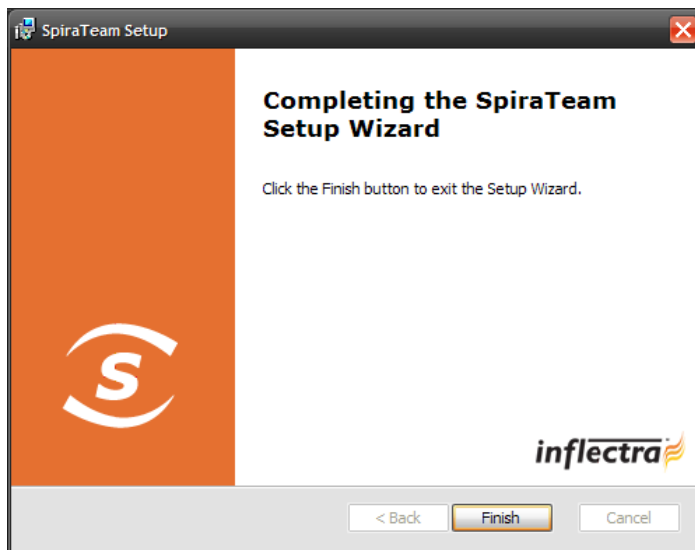 SpiraTeam Setup
Completing the SpiraTeam
Setup Wizard
Click the Finish button to exit the Setup Wizard.
S
inflectra
< Back
Finish
Cancel